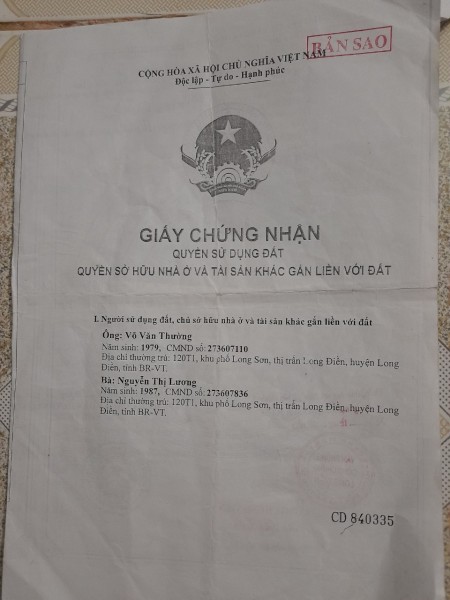 BẢN SAO
CỘNG HÒA XÃ HỘI CHỦ NGHĨA VIỆT NAM
Độc lập - Tự do - Hạnh phúc
GIẤY CHỨNG NHẬN
QUYỀN SỬ DỤNG ĐẤT
QUYỀN SỞ HỮU NHÀ Ở VÀ TÀI SẢN KHÁC GẮN LIỀN VỚI ĐẤT
I. Người sử dụng đất, chủ sở hữu nhà ở và tài sản khác gắn liền với đất
Ông: Võ Văn Thường
Năm sinh: 1979, CMND số: 273607110
Địa chỉ thường trú: 120T1, khu phố Long Sơn, thị trấn Long Điền, huyện Long
Điền, tỉnh BR-VT.
Bà: Nguyễn Thị Lương
Năm sinh: 1987, CMND số: 273607836
Địa chỉ thường trú: 120T1, khu phố Long Sơn, thị trấn Long Điền, huyện Long
Điền, tỉnh BR-VT.
CD 840335